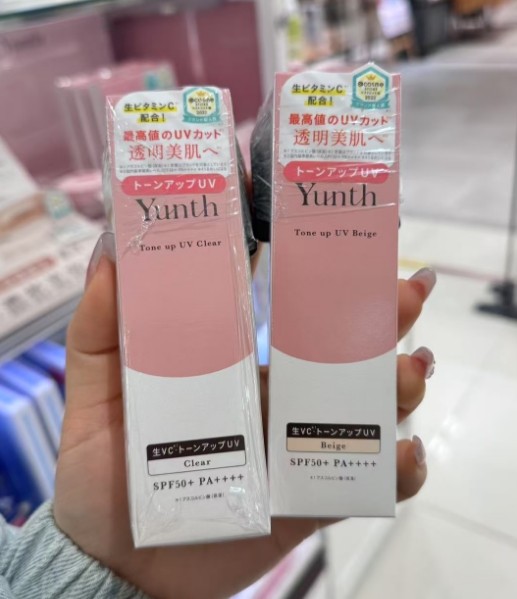 生ビタミンC
配合!
最高値のUVカット
透明美肌へ
トーンアップUV
Yunth
Tone up UV Clear
生VC トーンアップUV
Clear
SPF50+ PA++++
生ビタミンC
配合!
最高値のUVカット
透明美肌へ
トーンアップUV
Yunth
Tone up UV Beige
生VC トーンアップUV
Beige
SPF50+ PA++++